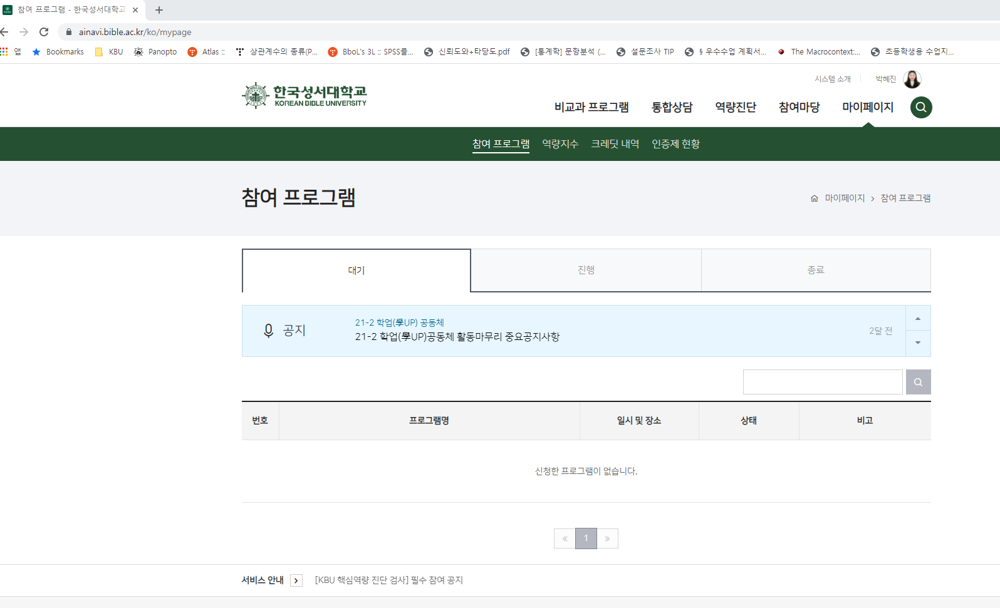 참여 프로그램 - 한국성서대학교
ainavi.bible.ac.kr/ko/mypage
앱 Bookmarks KBU Panopto Atlas :: 상관계수의 종류(P... BboL's 3L :: SPSS를... 신뢰도와+타당도.pdf [통계학] 문항분석 (... 설문조사 TIP § 우수수업 계획서... The Macrocontext:... 초등학생용 수업지...
시스템 소개 박혜진
한국성서대학교
KOREAN BIBLE UNIVERSITY
비교과 프로그램 통합상담 역량진단 참여마당 마이페이지
참여 프로그램 역량지수 크레딧 내역 인증제 현황
참여 프로그램
마이페이지 > 참여 프로그램
대기 진행 종료
공지
21-2 학업(學UP) 공동체
21-2 학업(學UP)공동체 활동마무리 중요공지사항
2달 전
번호 프로그램명 일시 및 장소 상태 비고
신청한 프로그램이 없습니다.
« 1 »
서비스 안내 > [KBU 핵심역량 진단 검사] 필수 참여 공지